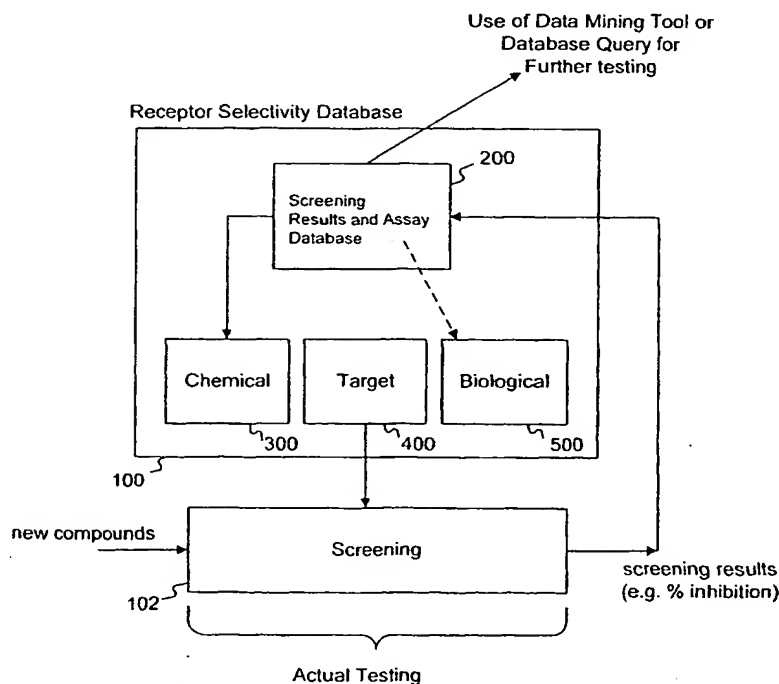 Use of Data Mining Tool or
Database Query for
Further testing
Receptor Selectivity Database
200
Screening
Results and Assay
Database
Chemical
Target
Biological
300
400
500
100
new compounds
Screening
screening results
(e.g. % inhibition)
102
Actual Testing